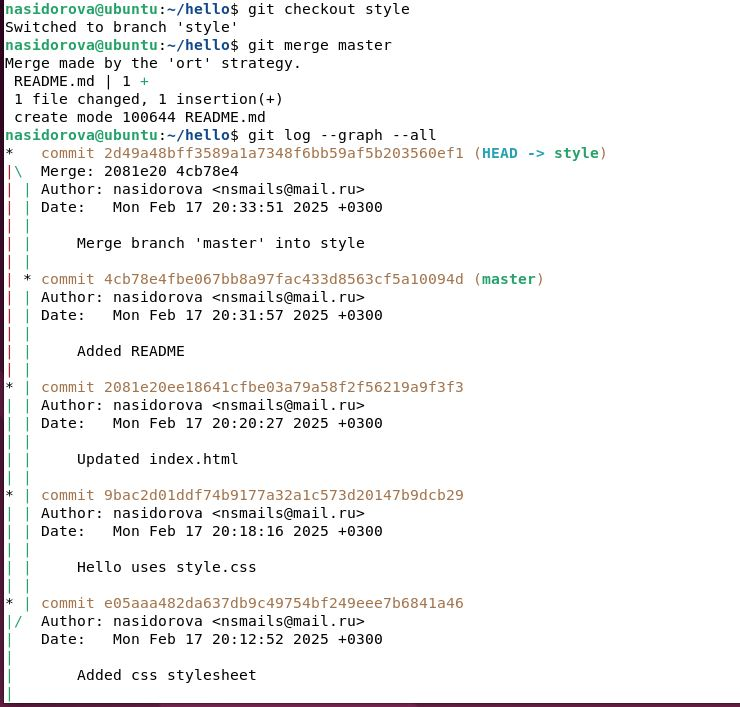 nasidorova@ubuntu:~/hello$ git checkout style
Switched to branch 'style'
nasidorova@ubuntu:~/hello$ git merge master
Merge made by the 'ort' strategy.
 README.md | 1 +
 1 file changed, 1 insertion(+)
 create mode 100644 README.md
nasidorova@ubuntu:~/hello$ git log --graph --all
*   commit 2d49a48bff3589a1a7348f6bb59af5b203560ef1 (HEAD -> style)
|\  Merge: 2081e20 4cb78e4
| | Author: nasidorova <nsmails@mail.ru>
| | Date:   Mon Feb 17 20:33:51 2025 +0300
| |
| |     Merge branch 'master' into style
| |
| * commit 4cb78e4fbe067bb8a97fac433d8563cf5a10094d (master)
| | Author: nasidorova <nsmails@mail.ru>
| | Date:   Mon Feb 17 20:31:57 2025 +0300
| |
| |     Added README
| |
* | commit 2081e20ee18641cfbe03a79a58f2f56219a9f3f3
| | Author: nasidorova <nsmails@mail.ru>
| | Date:   Mon Feb 17 20:20:27 2025 +0300
| |
| |     Updated index.html
| |
* | commit 9bac2d01ddf74b9177a32a1c573d20147b9dcb29
| | Author: nasidorova <nsmails@mail.ru>
| | Date:   Mon Feb 17 20:18:16 2025 +0300
| |
| |     Hello uses style.css
| |
* | commit e05aaa482da637db9c49754bf249eee7b6841a46
|/  Author: nasidorova <nsmails@mail.ru>
|   Date:   Mon Feb 17 20:12:52 2025 +0300
|
|       Added css stylesheet
|